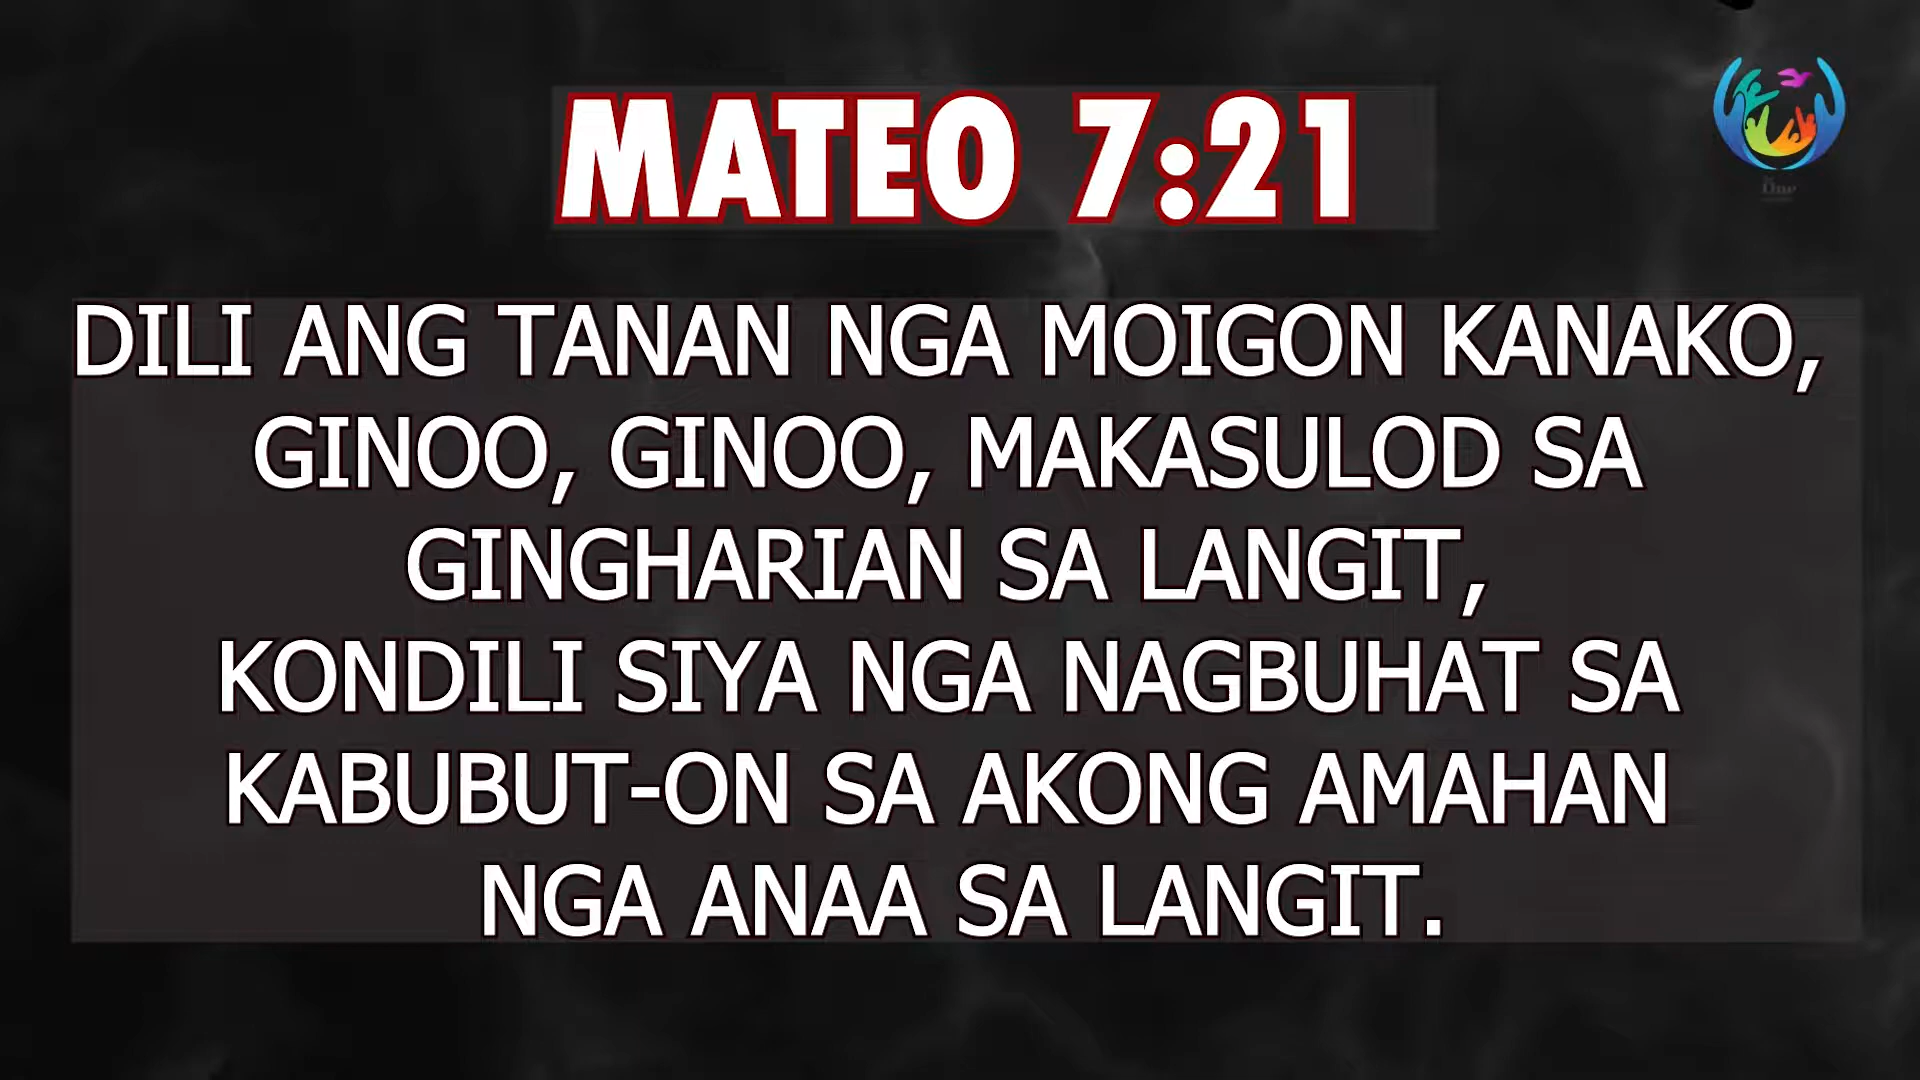 MATEO 7:21
One
DILI ANG TANAN NGA MOIGON KANAKO,
GINOO, GINOO, MAKASULOD SA
GINGHARIAN SA LANGIT,
KONDILI SIYA NGA NAGBUHAT SA
KABUBUT-ON SA AKONG AMAHAN
NGA ANAA SA LANGIT.